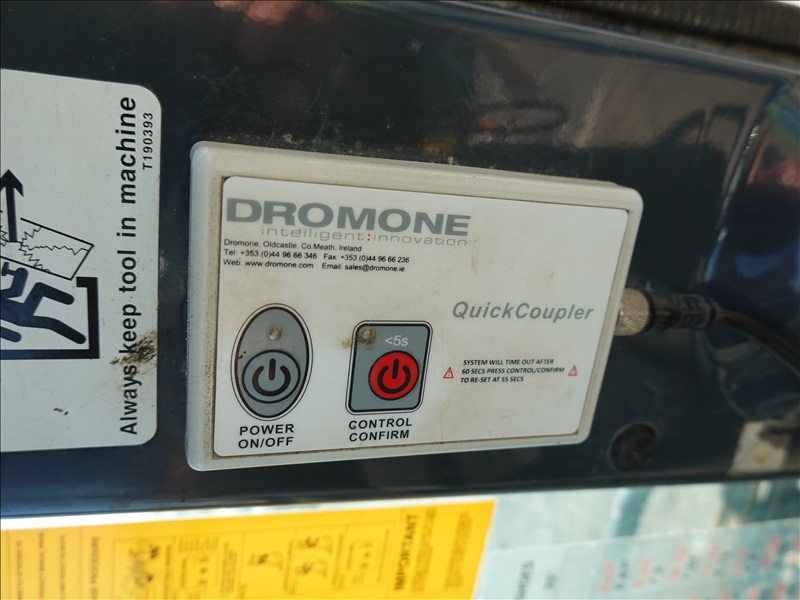 Always keep tool in machine
T190393
DROMONE
intelligent:innovation
Dromone, Oldcastle, Co.Meath, Ireland
Tel: +353 (0)44 96 66 346 Fax: +353 (0)44 96 66 236
Web: www.dromone.com Email: sales@dromone.ie
QuickCoupler
<5s
SYSTEM WILL TIME OUT AFTER
60 SECS PRESS CONTROL/CONFIRM
TO RE-SET AT 55 SECS
POWER
ON/OFF
CONTROL
CONFIRM
IMPORTANT